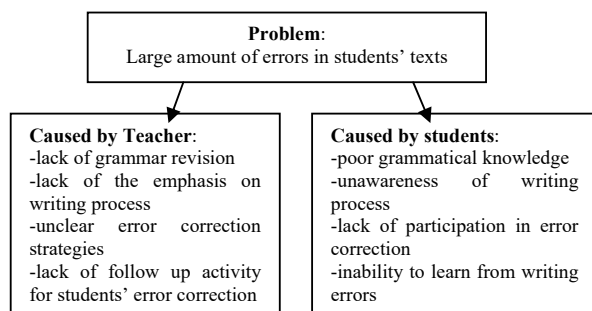 Problem:
Large amount of errors in students' texts
Caused by Teacher:
-lack of grammar revision
-lack of the emphasis on
writing process
-unclear error correction
strategies
-lack of follow up activity
for students' error correction
Caused by students:
-poor grammatical knowledge
-unawareness of writing
process
-lack of participation in error
correction
-inability to learn from writing
errors